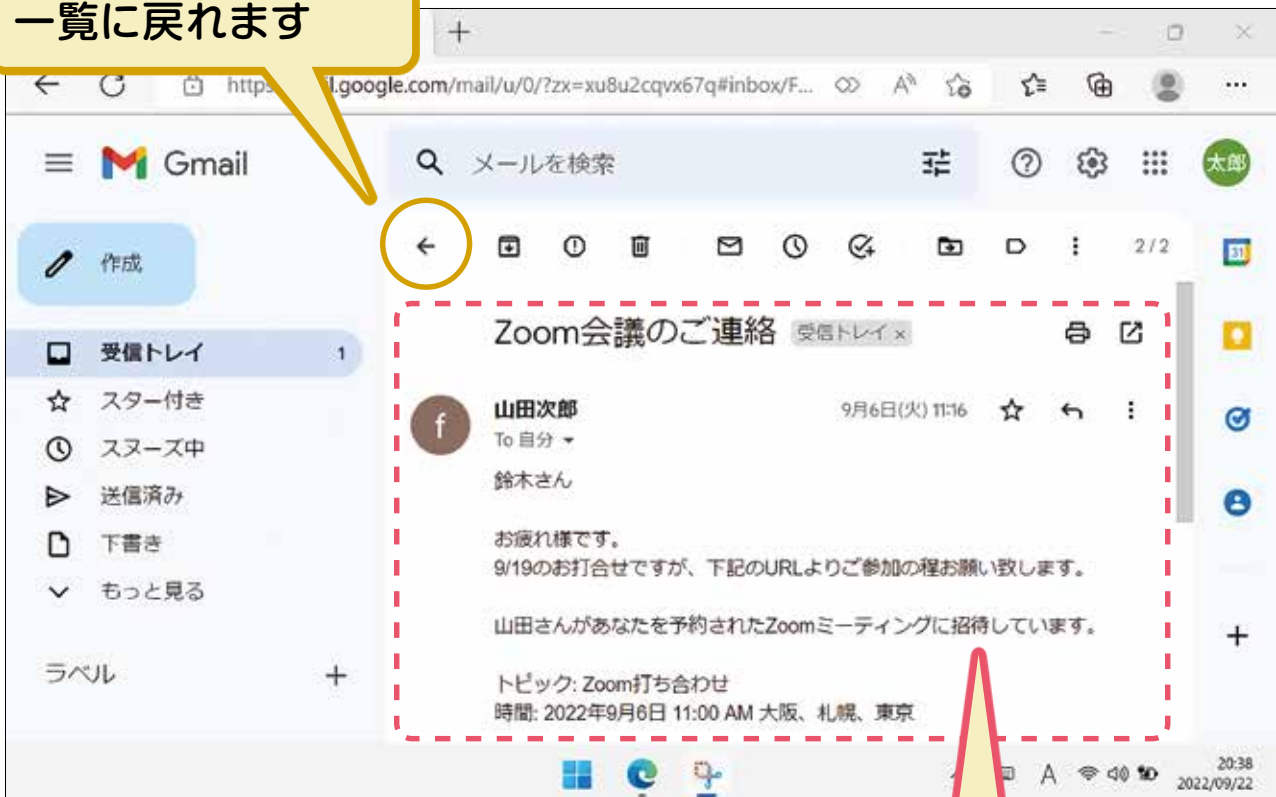 一覧に戻れます
https
l.google.com/mail/u/0/?zx=xu8u2cqvx67q#inbox/F...
Gmail
メールを検索
太郎
作成
2/2
31
受信トレイ 1
スター付き
スヌーズ中
送信済み
下書き
もっと見る
ラベル
Zoom会議のご連絡 受信トレイ ×
f
山田次郎 9月6日(火) 11:16
To 自分
鈴木さん
お疲れ様です。
9/19のお打合せですが、下記のURLよりご参加の程お願い致します。
山田さんがあなたを予約されたZoomミーティングに招待しています。
トピック: Zoom打ち合わせ
時間: 2022年9月6日 11:00 AM 大阪、札幌、東京
A
20:38
2022/09/22